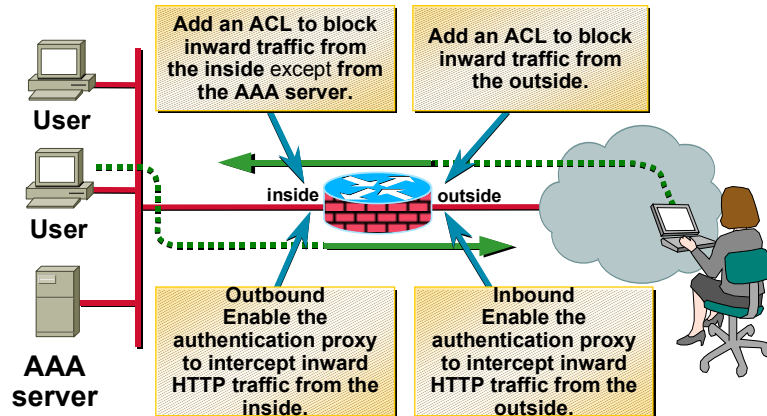 Add an ACL to block
inward traffic from
the inside except from
the AAA server.
Add an ACL to block
inward traffic from
the outside.
User
User
AAA
server
inside
outside
Outbound
Enable the
authentication proxy
to intercept inward
HTTP traffic from the
inside.
Inbound
Enable the
authentication proxy
to intercept inward
HTTP traffic from the
outside.